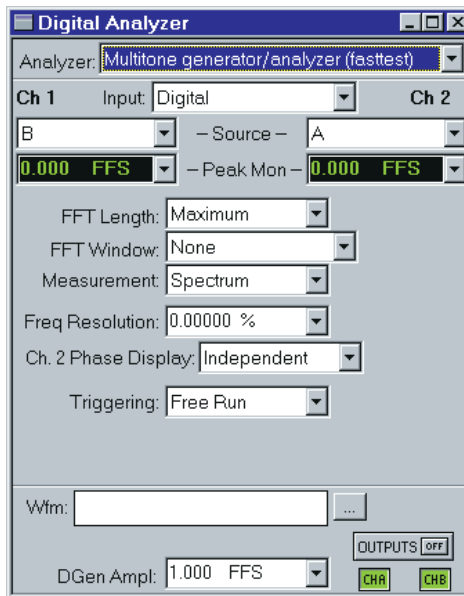 Digital Analyzer
Analyzer: Multitone generator/analyzer (fasttest)
Ch 1 Input: Digital Ch 2
B – Source – A
0.000 FFS – Peak Mon – 0.000 FFS
FFT Length: Maximum
FFT Window: None
Measurement: Spectrum
Freq Resolution: 0.00000 %
Ch. 2 Phase Display: Independent
Triggering: Free Run
Wfm: ...
OUTPUTS OFF
DGen Ampl: 1.000 FFS CHA CHB